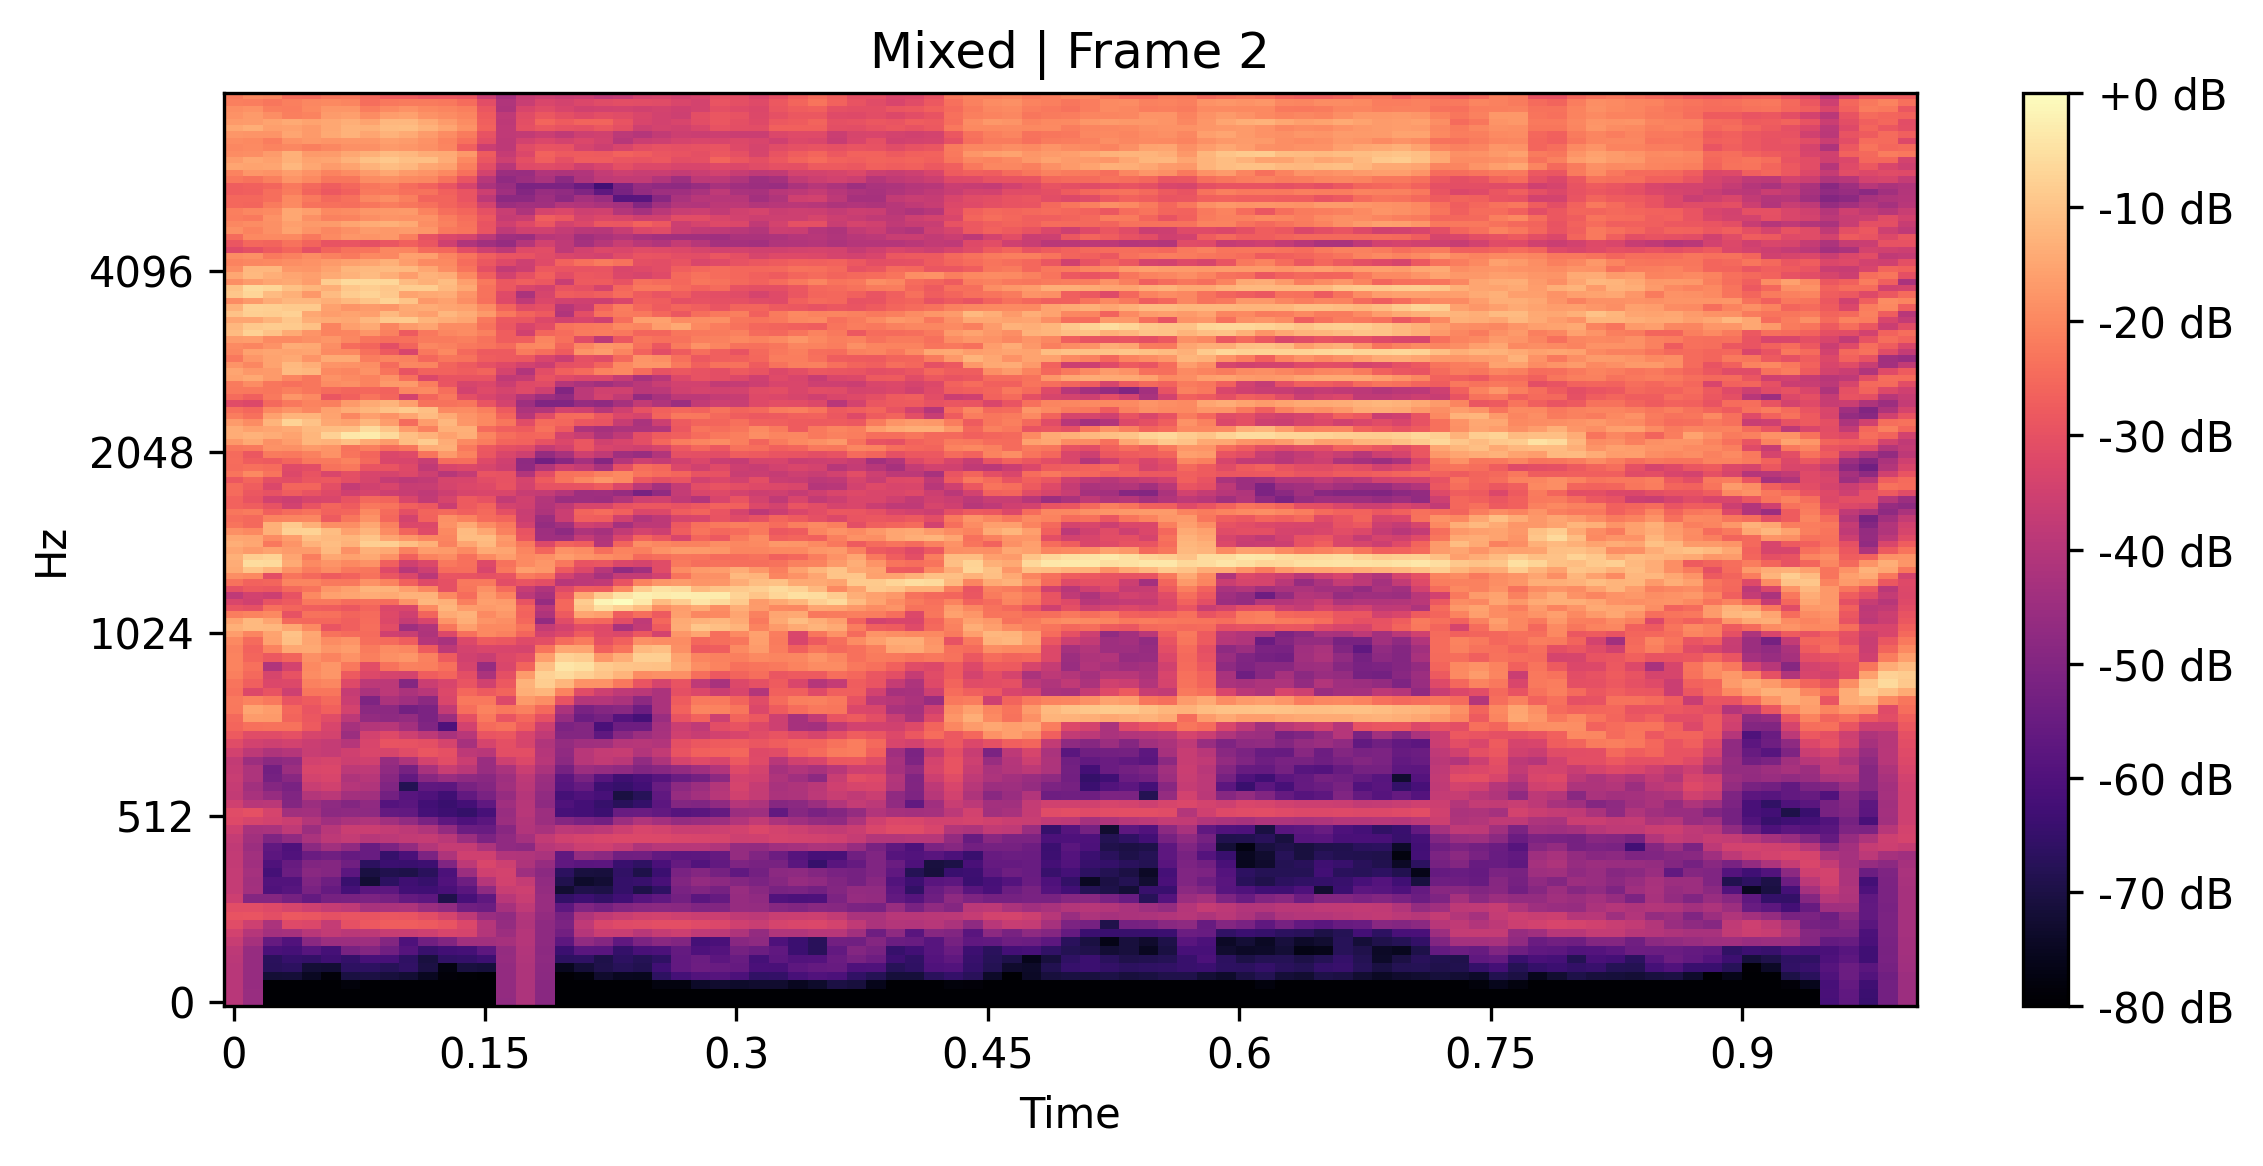 Mixed | Frame 2
+0 dB
-10 dB
-20 dB
-30 dB
-40 dB
-50 dB
-60 dB
-70 dB
-80 dB
Hz
4096
2048
1024
512
0
0 0.15 0.3 0.45 0.6 0.75 0.9
Time